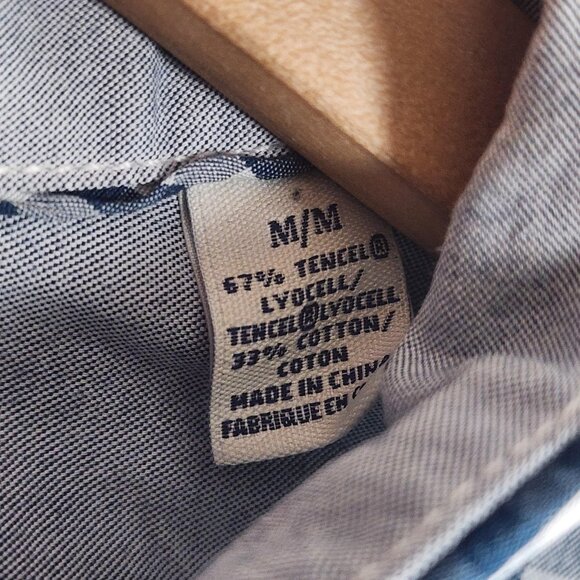 M/M
67% TENCEL®
LYOCELL/
TENCEL®LYOCELL
33% COTTON/
COTON
MADE IN CHINA
FABRIQUE EN